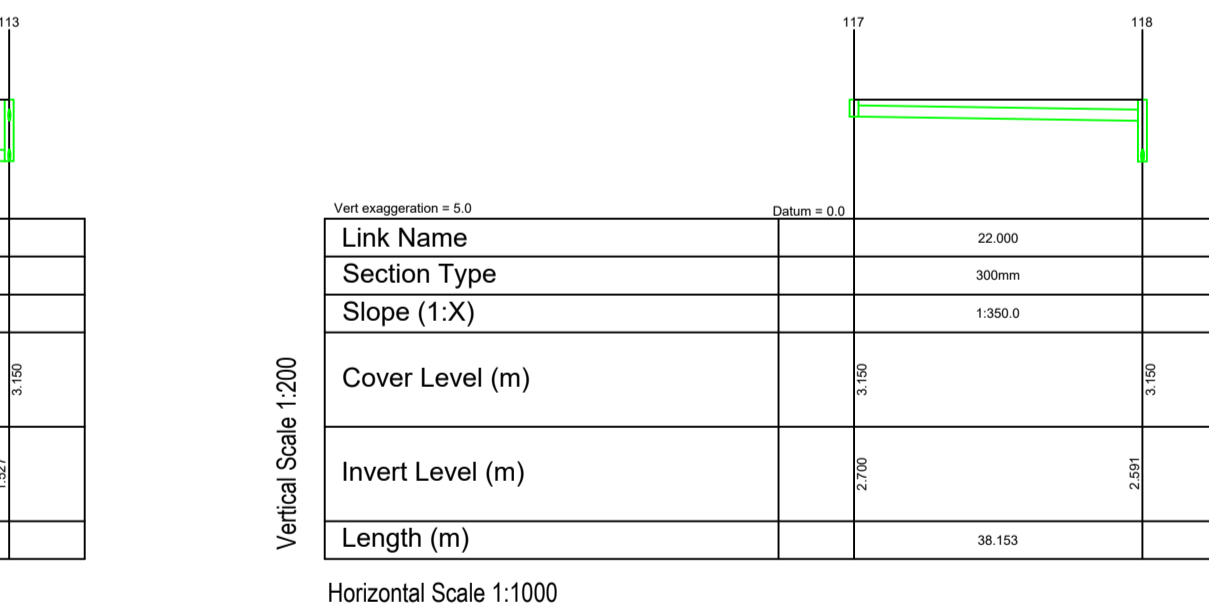 113
117
118
Vert exaggeration = 5.0
Datum = 0.0
Link Name
22.000
Section Type
300mm
Slope (1:X)
1:350.0
3.150
Cover Level (m)
3.150
3.150
Invert Level (m)
2.700
2.591
Length (m)
38.153
Vertical Scale 1:200
Horizontal Scale 1:1000